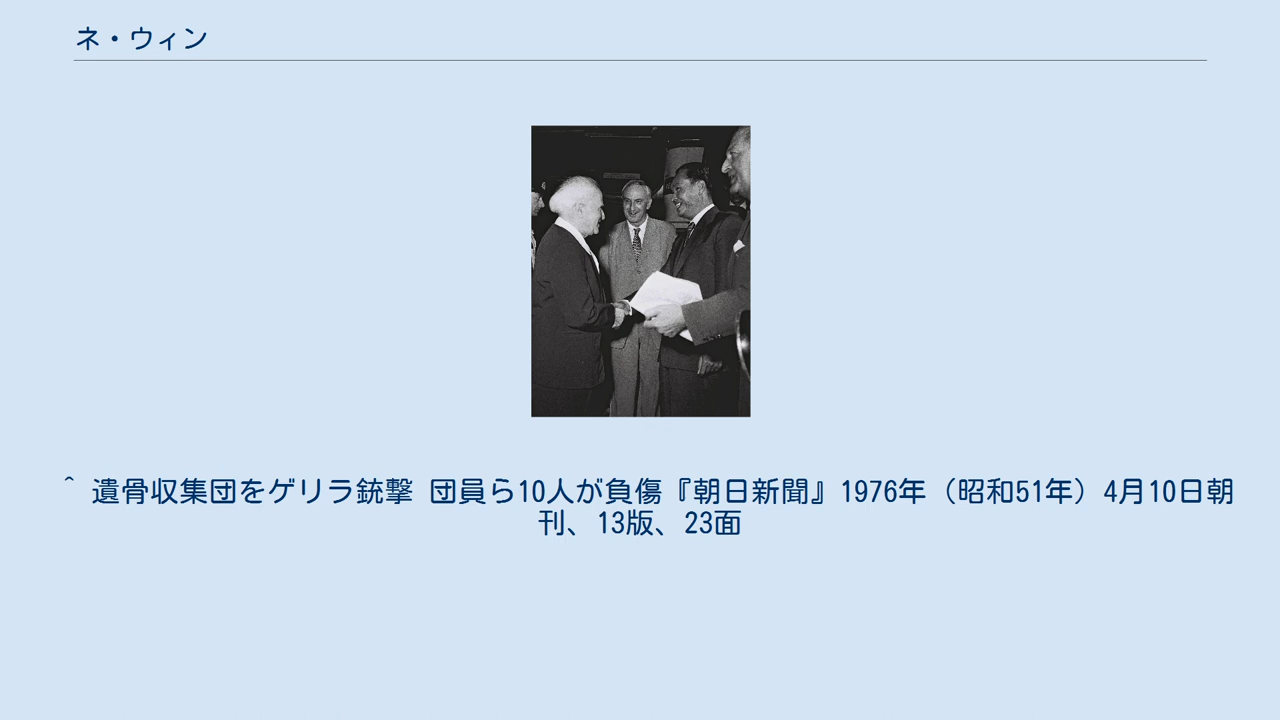 ネ・ウィン
^ 遺骨収集団をゲリラ銃撃 団員ら10人が負傷『朝日新聞』1976年（昭和51年）4月10日朝
刊、13版、23面